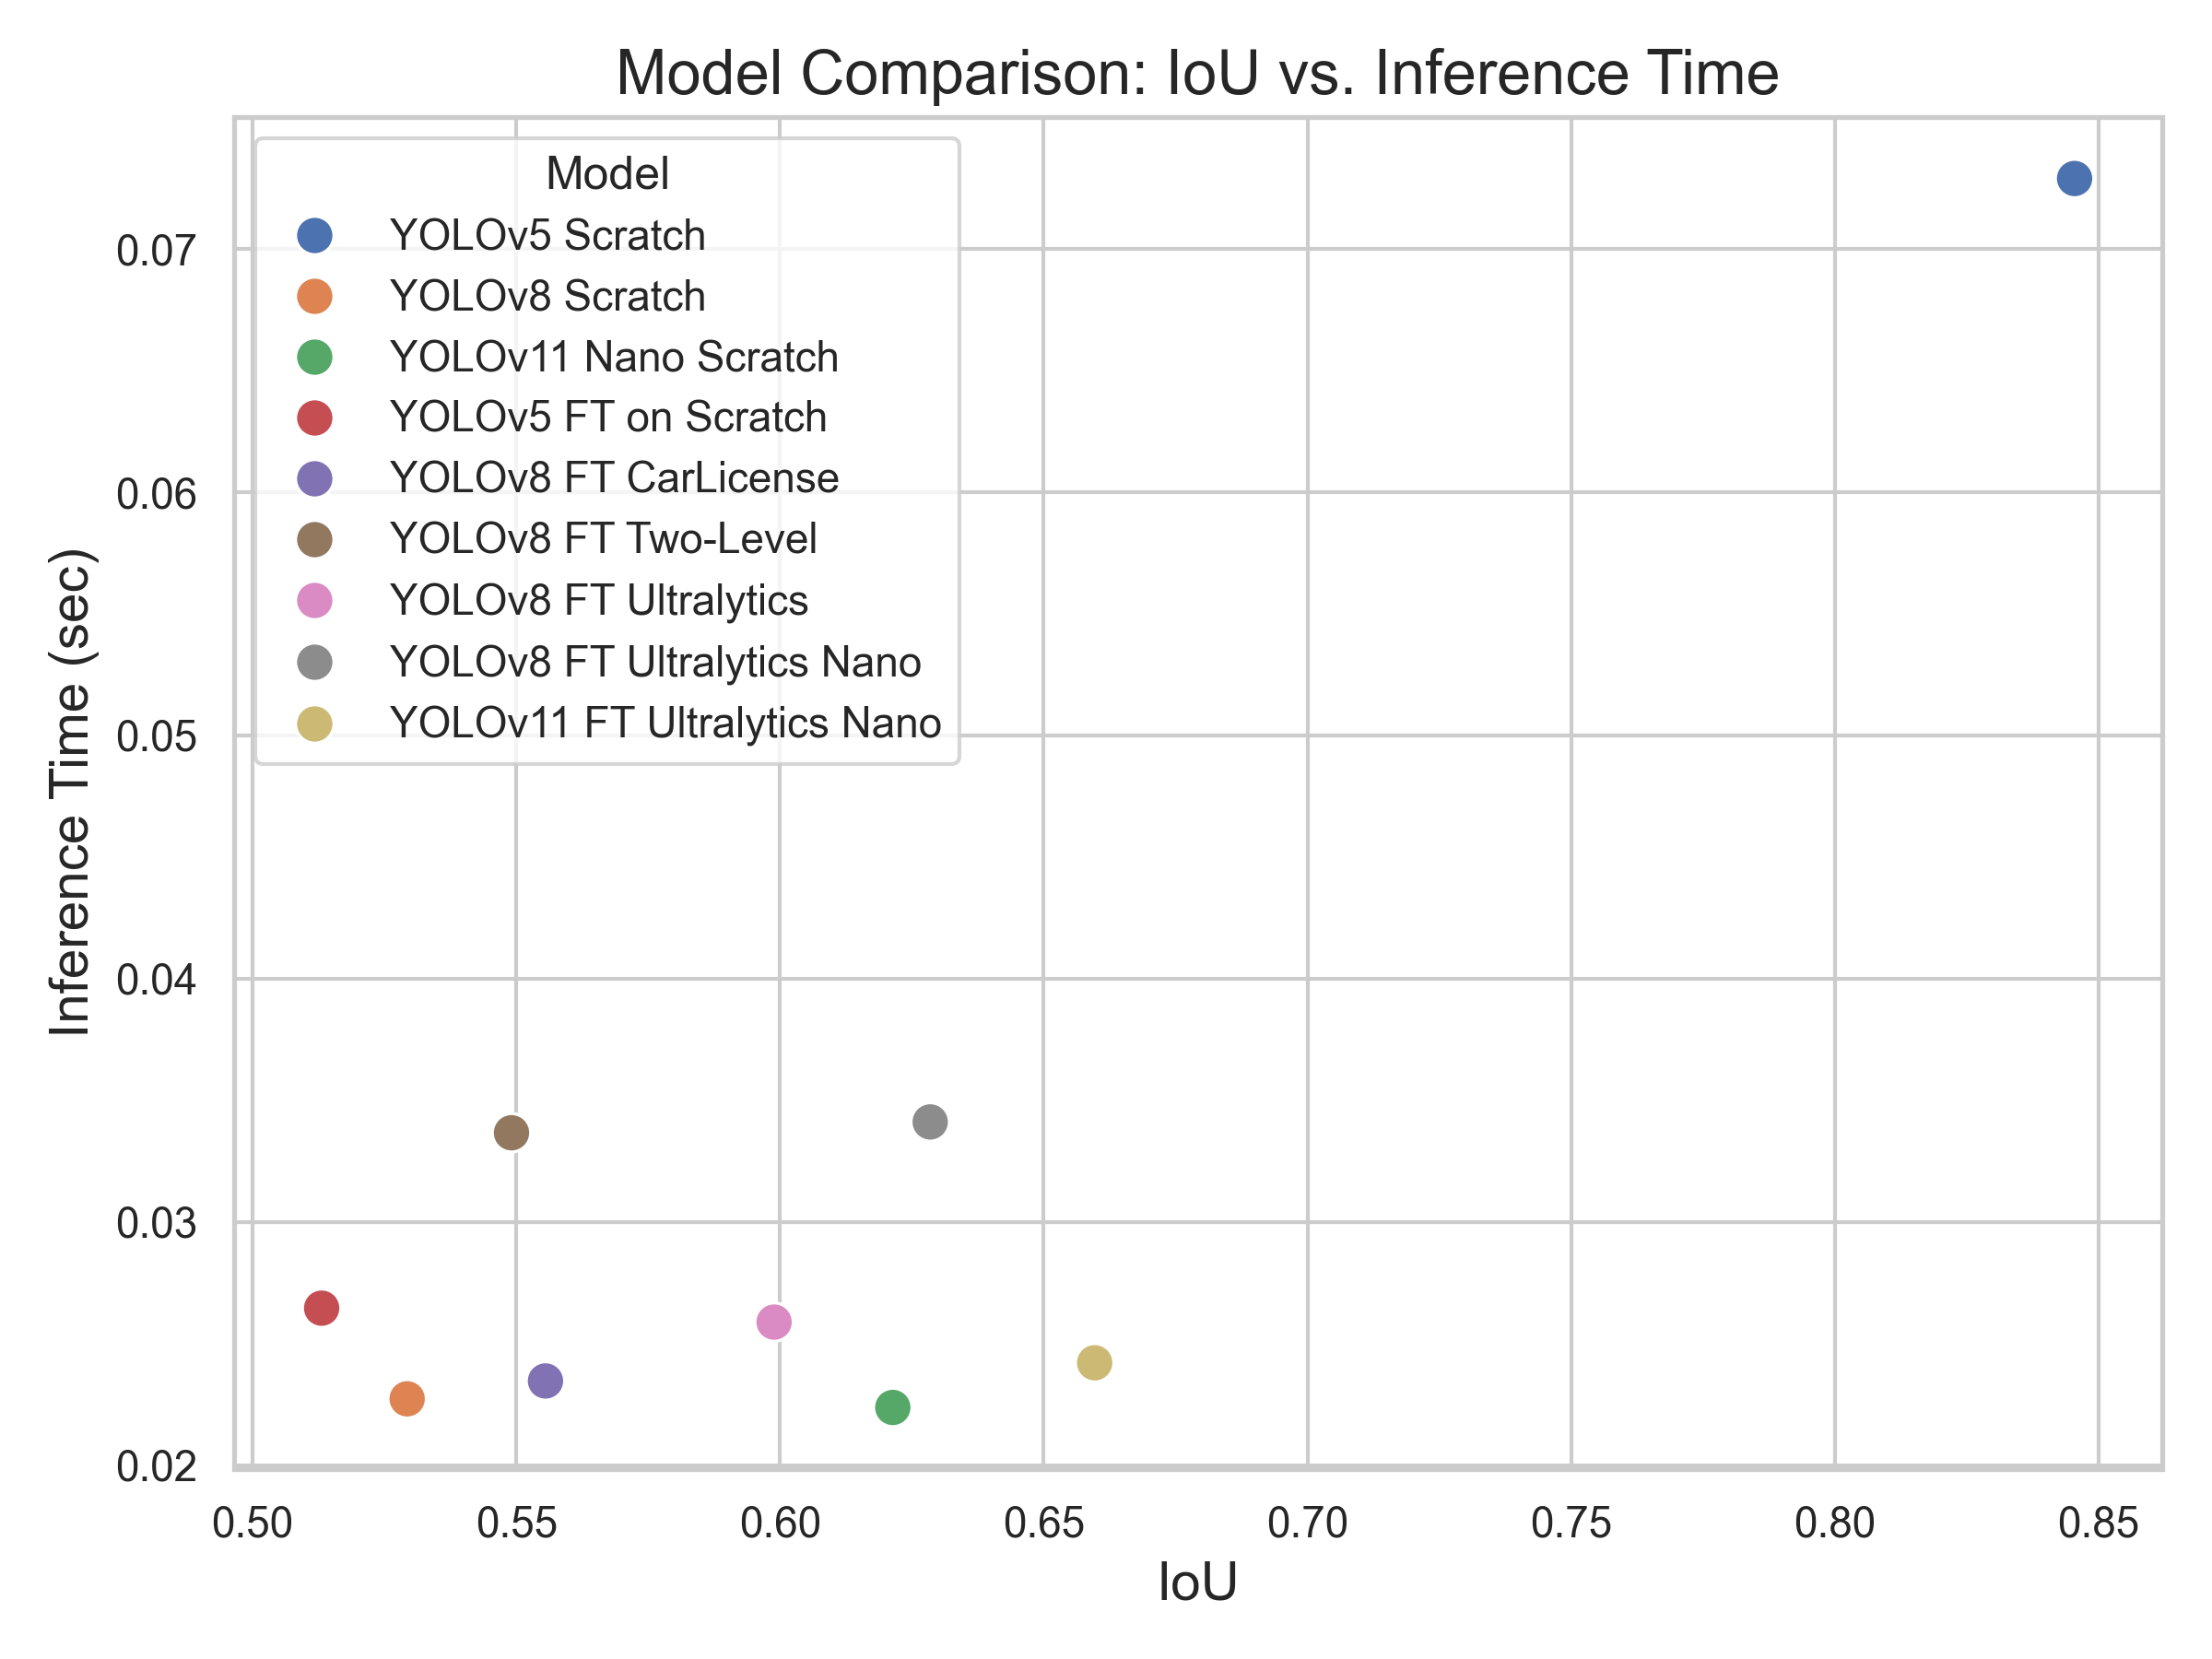 Model Comparison: IoU vs. Inference Time
Model
YOLOv5 Scratch
YOLOv8 Scratch
YOLOv11 Nano Scratch
YOLOv5 FT on Scratch
YOLOv8 FT CarLicense
YOLOv8 FT Two-Level
YOLOv8 FT Ultralytics
YOLOv8 FT Ultralytics Nano
YOLOv11 FT Ultralytics Nano
Inference Time (sec)
0.07
0.06
0.05
0.04
0.03
0.02
0.50 0.55 0.60 0.65 0.70 0.75 0.80 0.85
IoU